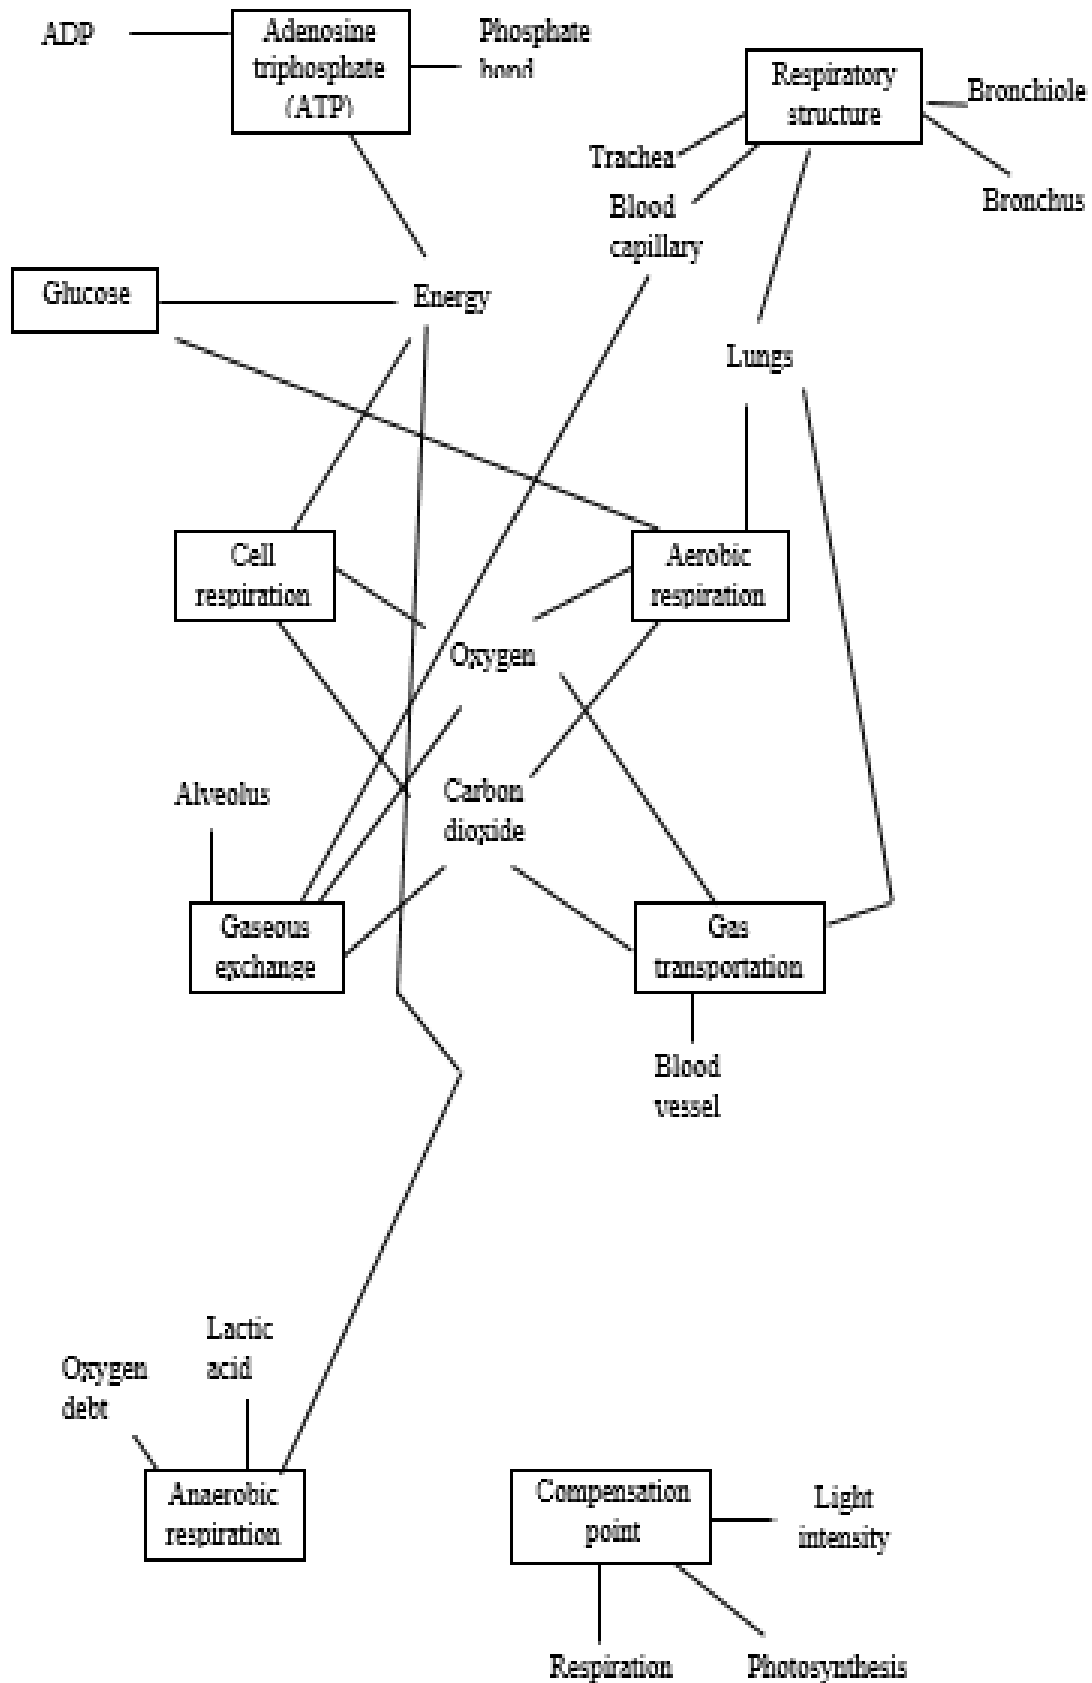 ADP
Adenosine
triphosphate
(ATP)
Phosphate
bond
Respiratory
structure
Bronchiole
Trachea
Bronchus
Blood
capillary
Glucose
Energy
Lungs
Cell
respiration
Aerobic
respiration
Oxygen
Alveolus
Carbon
dioxide
Gaseous
exchange
Gas
transportation
Blood
vessel
Lactic
acid
Oxygen
debt
Anaerobic
respiration
Compensation
point
Light
intensity
Respiration
Photosynthesis